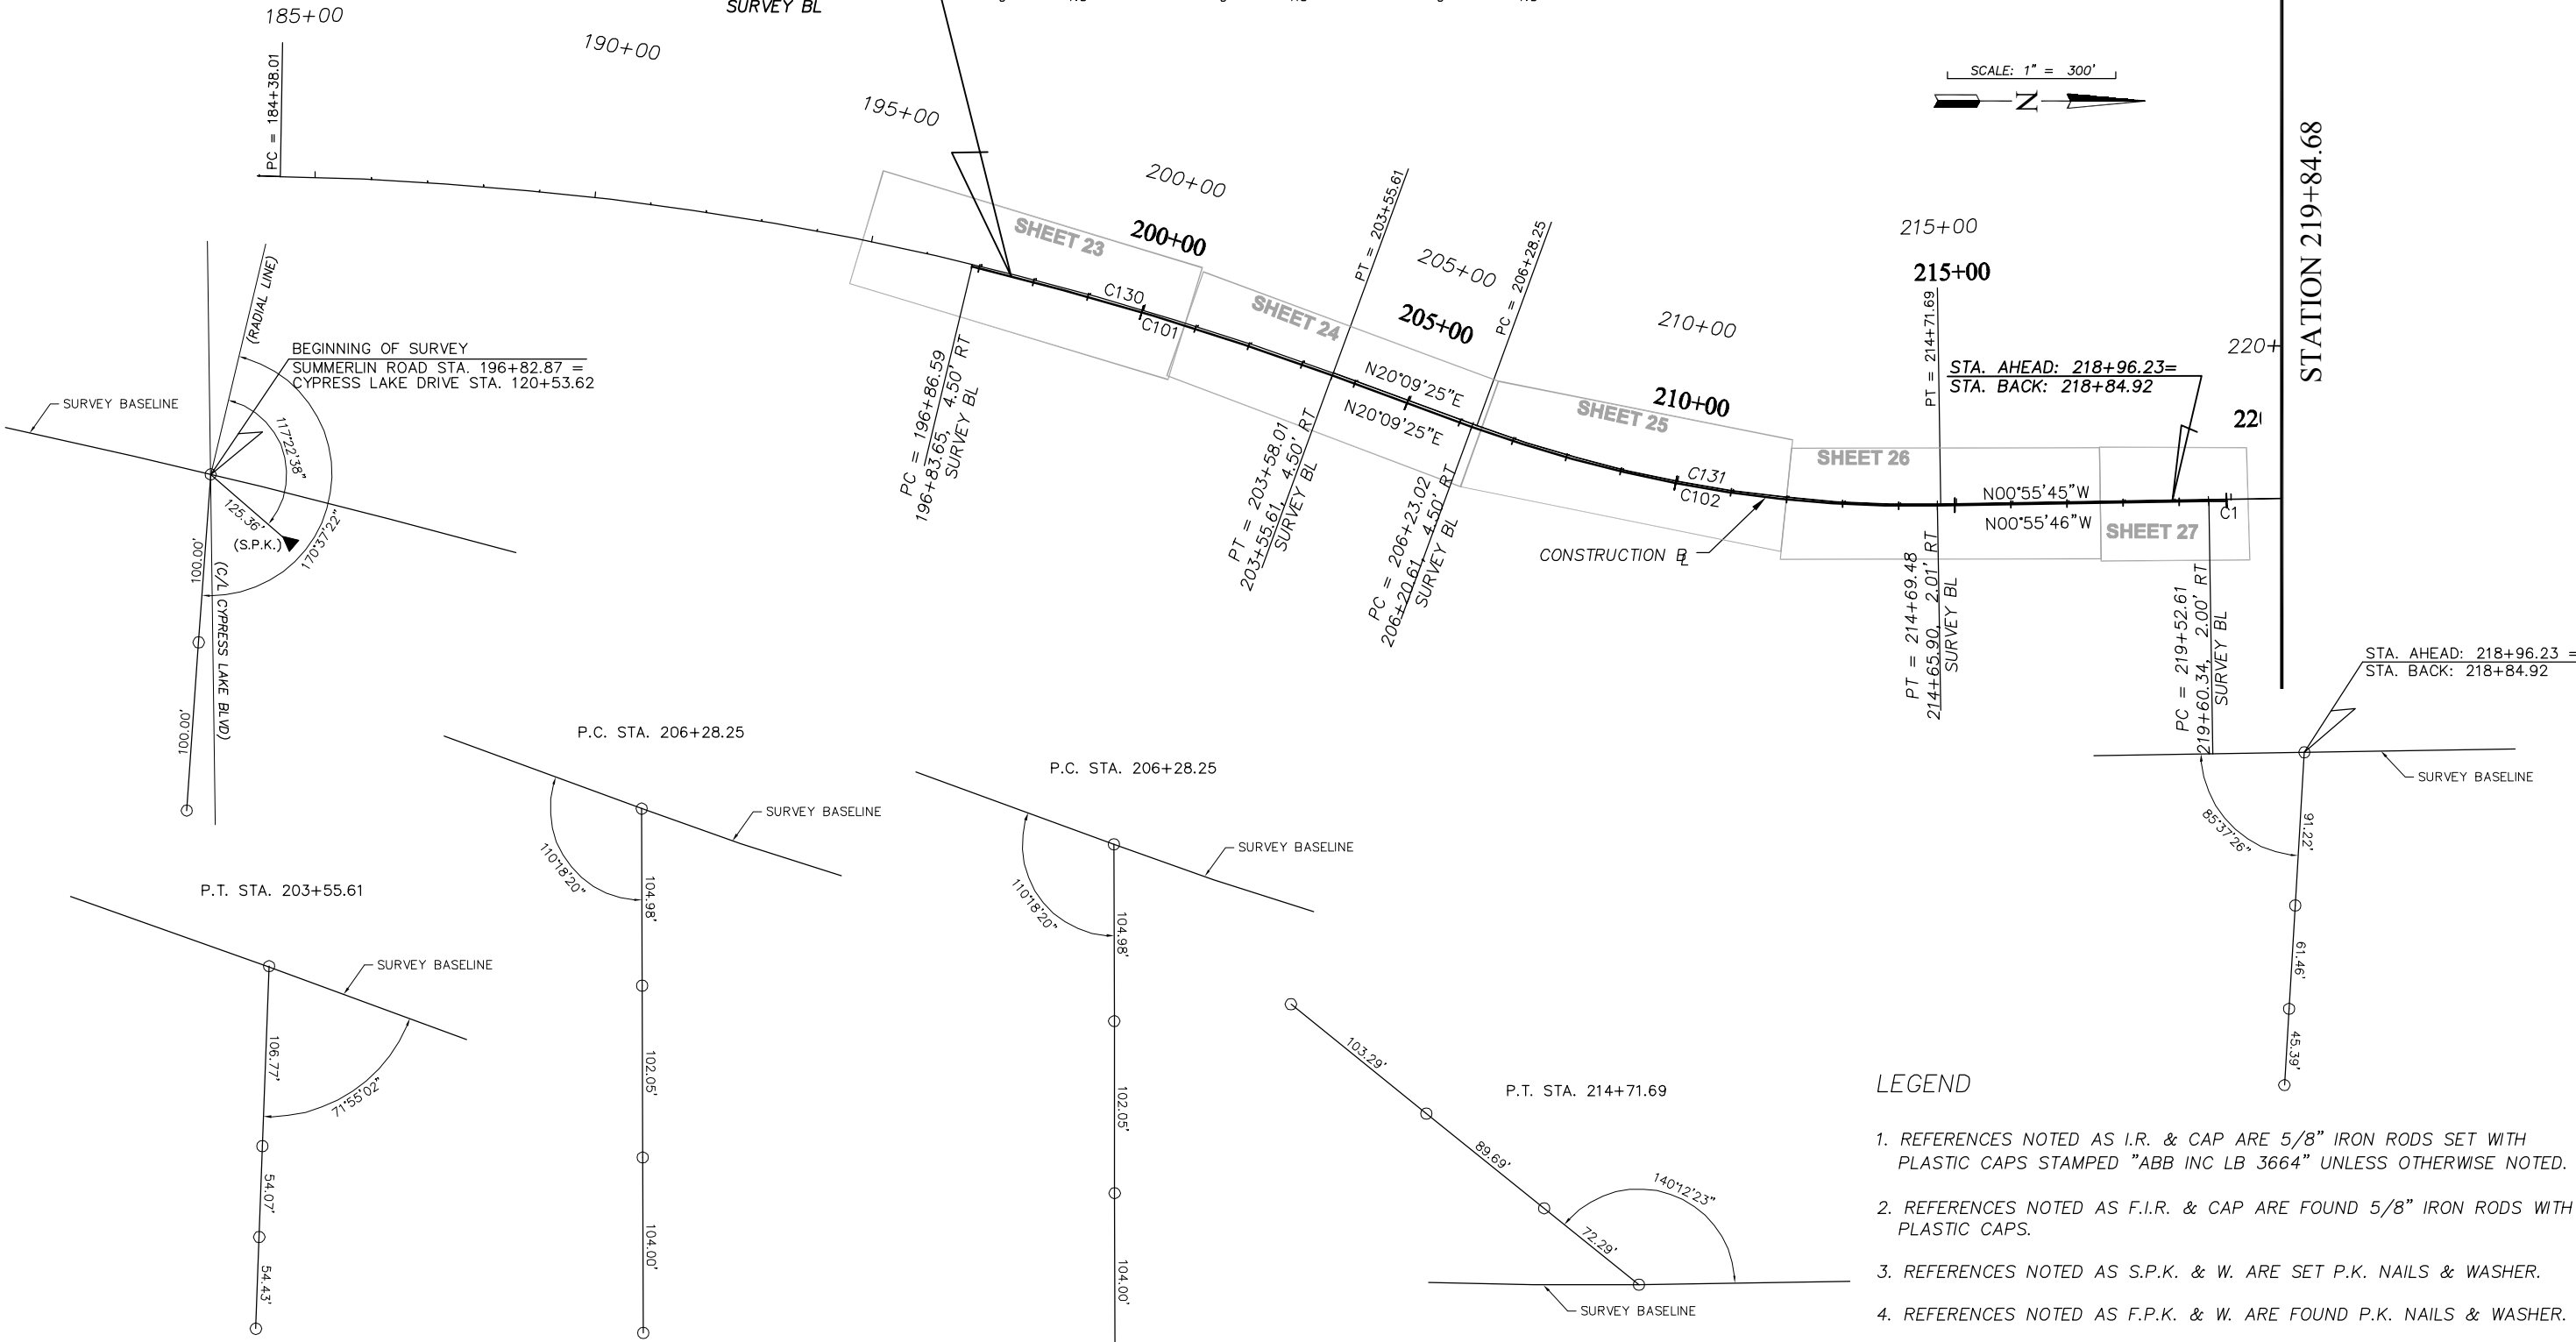 SURVEY BL
185+00
190+00
195+00
200+00
205+00
210+00
215+00
PC = 184+38.01
PT = 203+55.61
PC = 206+28.25
PT = 214+71.69
SCALE: 1" = 300'
N
STATION 219+84.68
SHEET 23
SHEET 24
SHEET 25
SHEET 26
SHEET 27
200+00
205+00
210+00
215+00
220+
C130
C101
N20°09'25"E
N20°09'25"E
C131
C102
N00°55'45"W
N00°55'46"W
C1
STA. AHEAD: 218+96.23=
STA. BACK: 218+84.92
CONSTRUCTION BL
PC = 196+86.59
196+83.65, 4.50' RT
SURVEY BL
PT = 203+58.01
203+55.61, 4.50' RT
SURVEY BL
PC = 206+23.02
206+20.61, 4.50' RT
SURVEY BL
PT = 214+69.48
214+65.90, 2.01' RT
SURVEY BL
PC = 219+52.61
219+60.34, 2.00' RT
SURVEY BL
(RADIAL LINE)
BEGINNING OF SURVEY
SUMMERLIN ROAD STA. 196+82.87 =
CYPRESS LAKE DRIVE STA. 120+53.62
SURVEY BASELINE
117°22'38"
125.36'
(S.P.K.)
170°37'22"
100.00'
100.00'
(C/L CYPRESS LAKE BLVD)
P.T. STA. 203+55.61
SURVEY BASELINE
106.77'
71°55'02"
54.07'
54.43'
P.C. STA. 206+28.25
SURVEY BASELINE
110°18'20"
104.98'
102.05'
104.00'
P.C. STA. 206+28.25
SURVEY BASELINE
110°18'20"
104.98'
102.05'
104.00'
P.T. STA. 214+71.69
103.29'
89.69'
72.29'
140°12'23"
SURVEY BASELINE
STA. AHEAD: 218+96.23 =
STA. BACK: 218+84.92
SURVEY BASELINE
85°37'26"
91.22'
61.46'
45.39'
LEGEND
1. REFERENCES NOTED AS I.R. & CAP ARE 5/8" IRON RODS SET WITH
PLASTIC CAPS STAMPED "ABB INC LB 3664" UNLESS OTHERWISE NOTED.
2. REFERENCES NOTED AS F.I.R. & CAP ARE FOUND 5/8" IRON RODS WITH
PLASTIC CAPS.
3. REFERENCES NOTED AS S.P.K. & W. ARE SET P.K. NAILS & WASHER.
4. REFERENCES NOTED AS F.P.K. & W. ARE FOUND P.K. NAILS & WASHER.